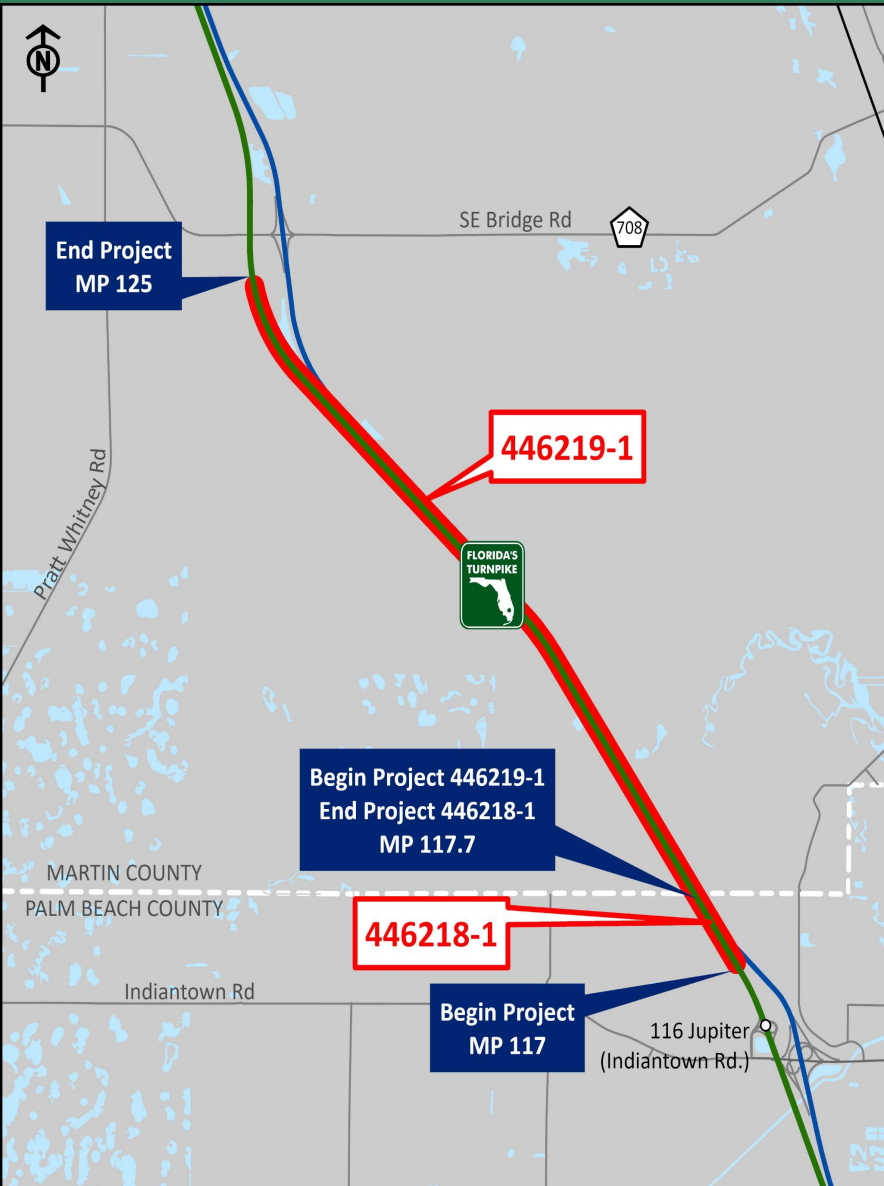 N
SE Bridge Rd
708
End Project
MP 125
446219-1
Pratt Whitney Rd
FLORIDA'S
TURNPIKE
Begin Project 446219-1
End Project 446218-1
MP 117.7
MARTIN COUNTY
PALM BEACH COUNTY
446218-1
Indiantown Rd
Begin Project
MP 117
116 Jupiter
(Indiantown Rd.)